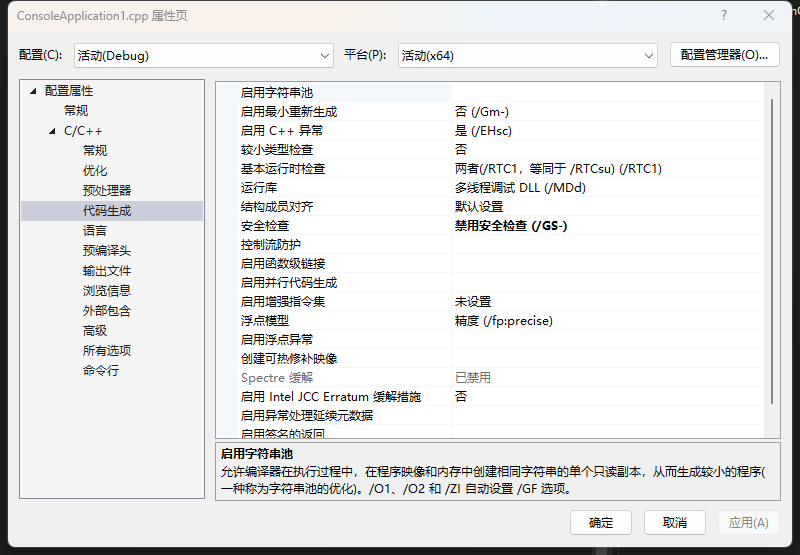 ConsoleApplication1.cpp 属性页
配置(C):
活动(Debug)
平台(P):
活动(x64)
配置管理器(O)...
配置属性
常规
C/C++
常规
优化
预处理器
代码生成
语言
预编译头
输出文件
浏览信息
外部包含
高级
所有选项
命令行
启用字符串池
启用最小重新生成 否 (/Gm-)
启用 C++ 异常 是 (/EHsc)
较小类型检查 否
基本运行时检查 两者(/RTC1，等同于 /RTCsu) (/RTC1)
运行库 多线程调试 DLL (/MDd)
结构成员对齐 默认设置
安全检查 禁用安全检查 (/GS-)
控制流防护
启用函数级链接
启用并行代码生成
启用增强指令集 未设置
浮点模型 精度 (/fp:precise)
启用浮点异常
创建可热修补映像
Spectre 缓解 已禁用
启用 Intel JCC Erratum 缓解措施 否
启用异常处理延续元数据
启用签名的返回
启用字符串池
允许编译器在执行过程中，在程序映像和内存中创建相同字符串的单个只读副本，从而生成较小的程序(
一种称为字符串池的优化)。/O1、/O2 和 /ZI 自动设置 /GF 选项。
确定
取消
应用(A)